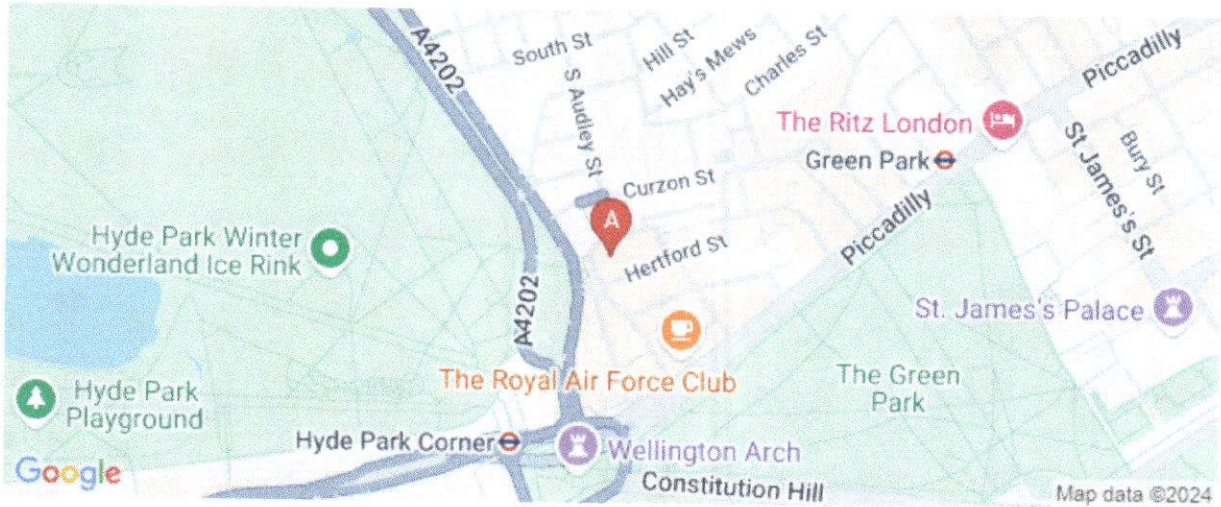 A4202
South St
Hill St
Hay's Mews
Charles St
Piccadilly
S Audley St
The Ritz London
Green Park
St James's St
Bury St
Curzon St
A
Hyde Park Winter
Wonderland Ice Rink
Hertford St
Piccadilly
A4202
St. James's Palace
The Royal Air Force Club
The Green
Park
Hyde Park
Playground
Hyde Park Corner
Wellington Arch
Google
Constitution Hill
Map data ©2024